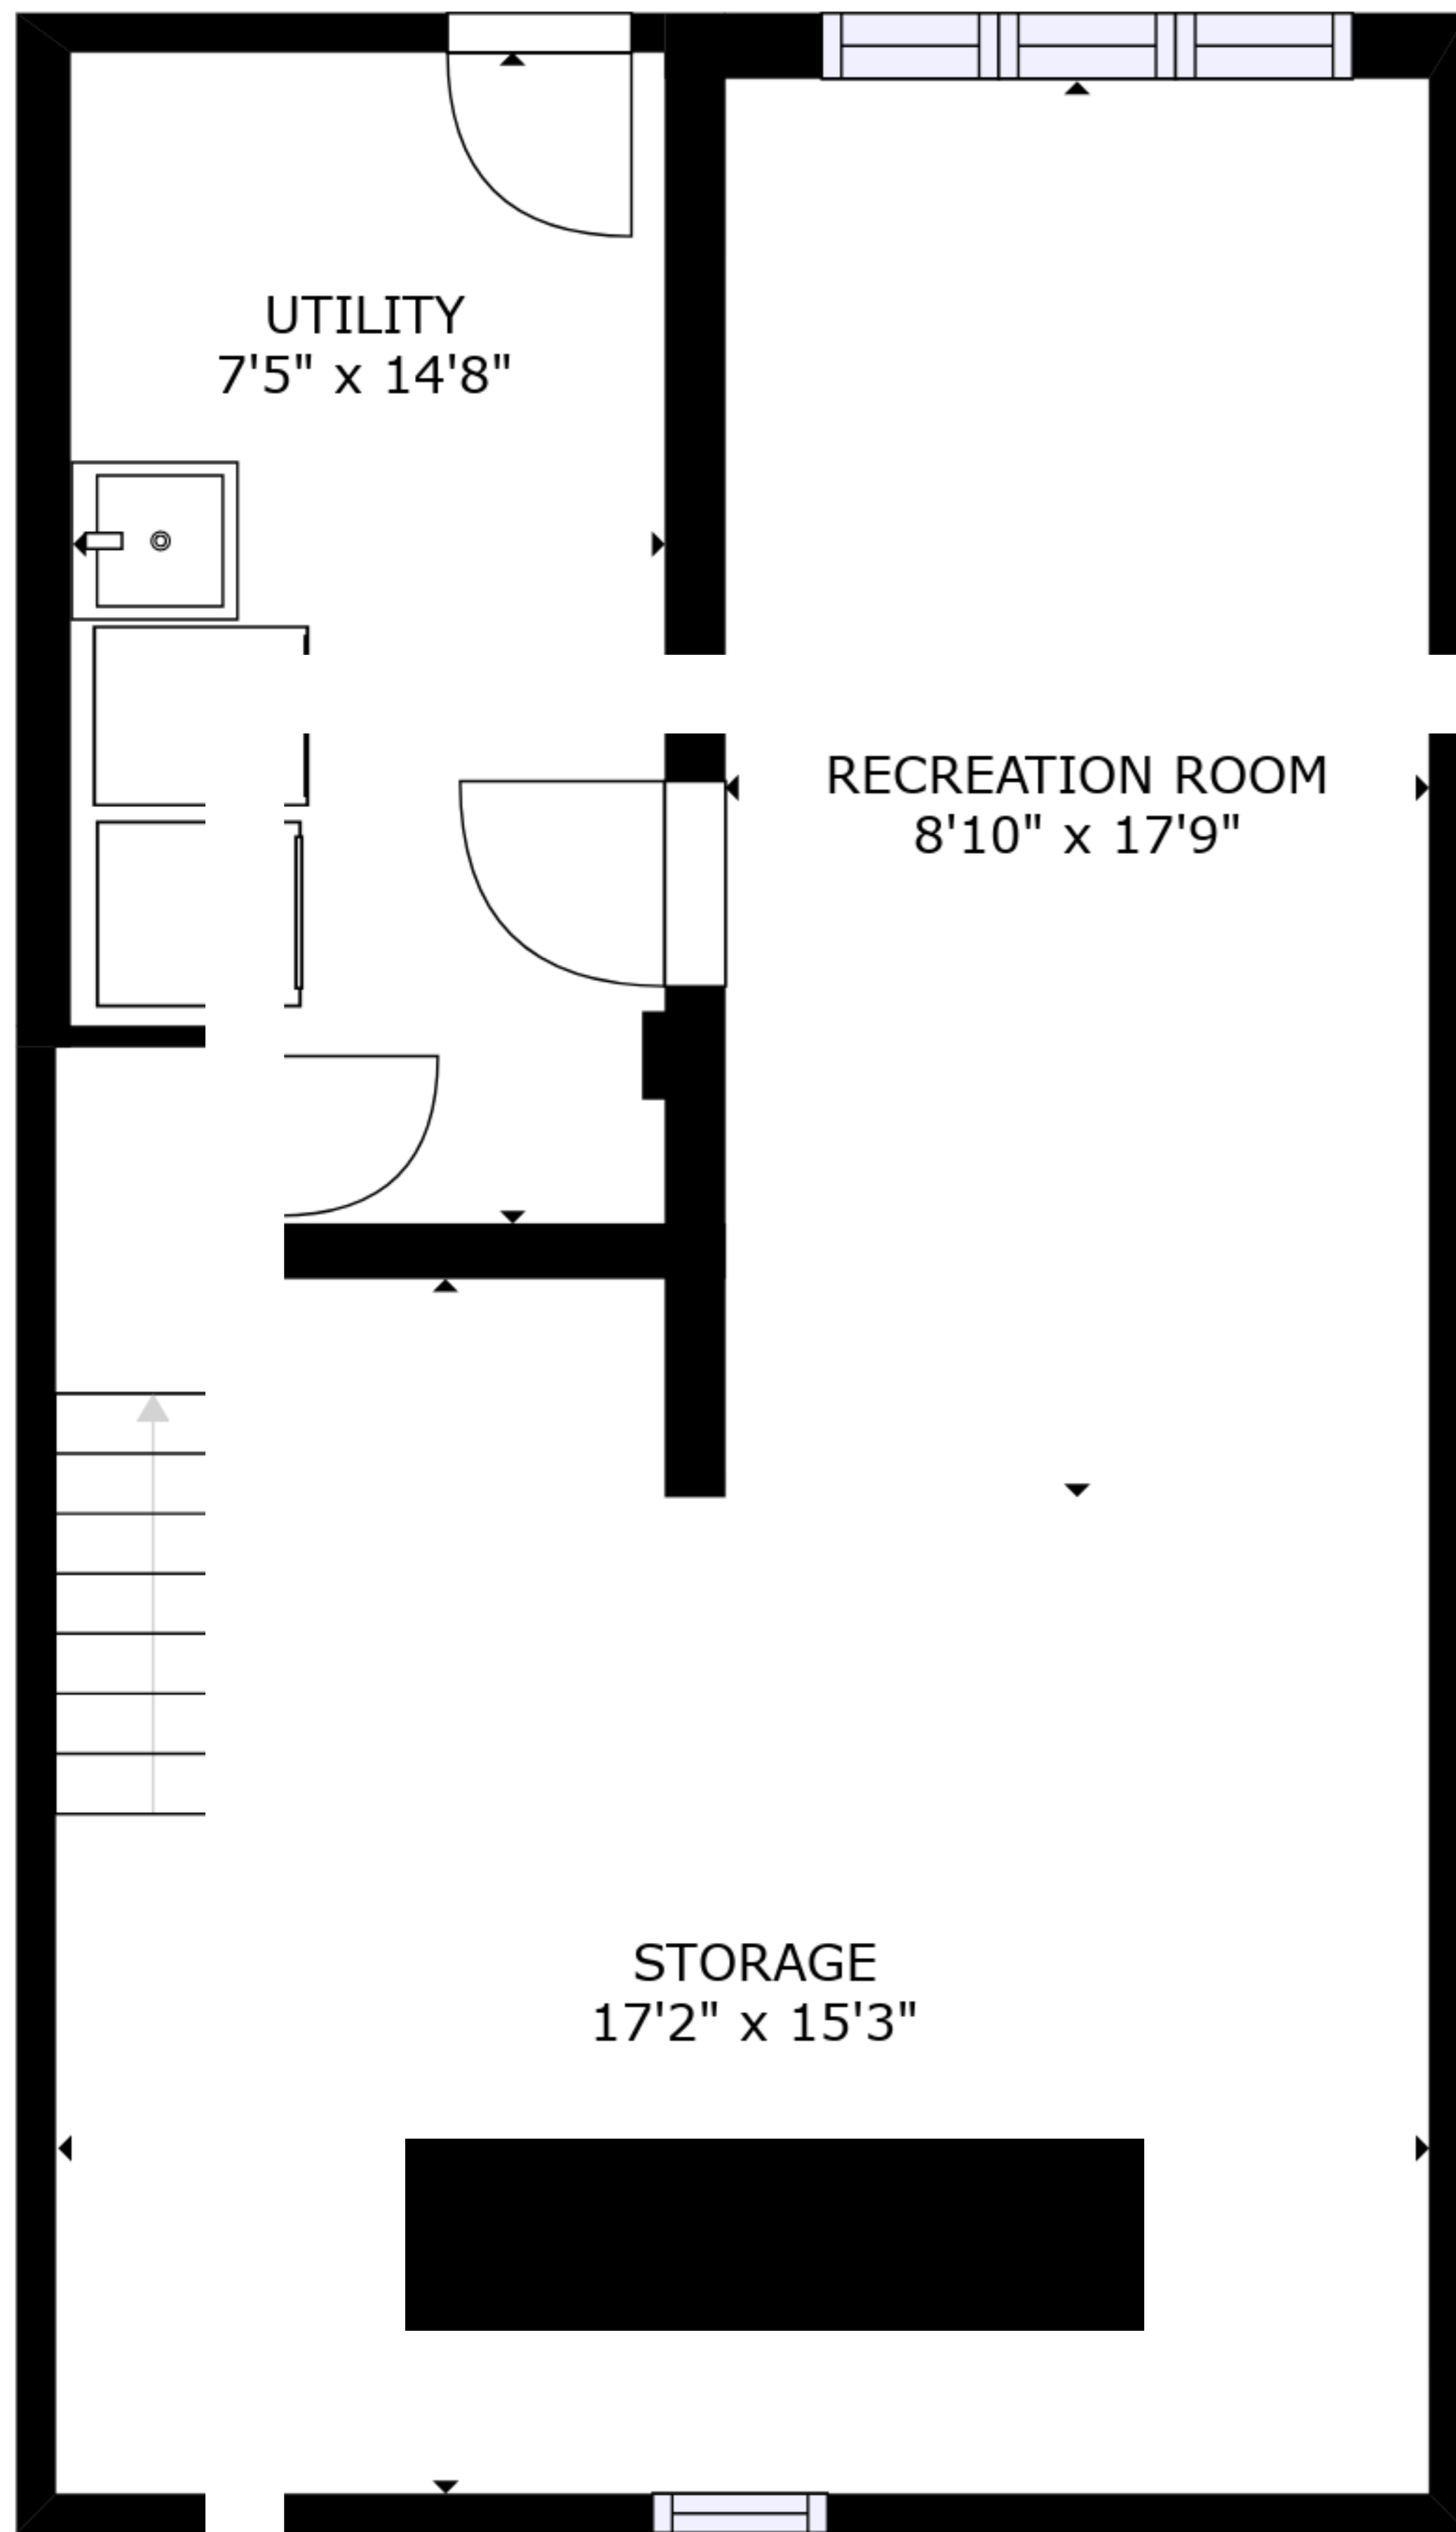 UTILITY
7'5" x 14'8"
RECREATION ROOM
8'10" x 17'9"
STORAGE
17'2" x 15'3"